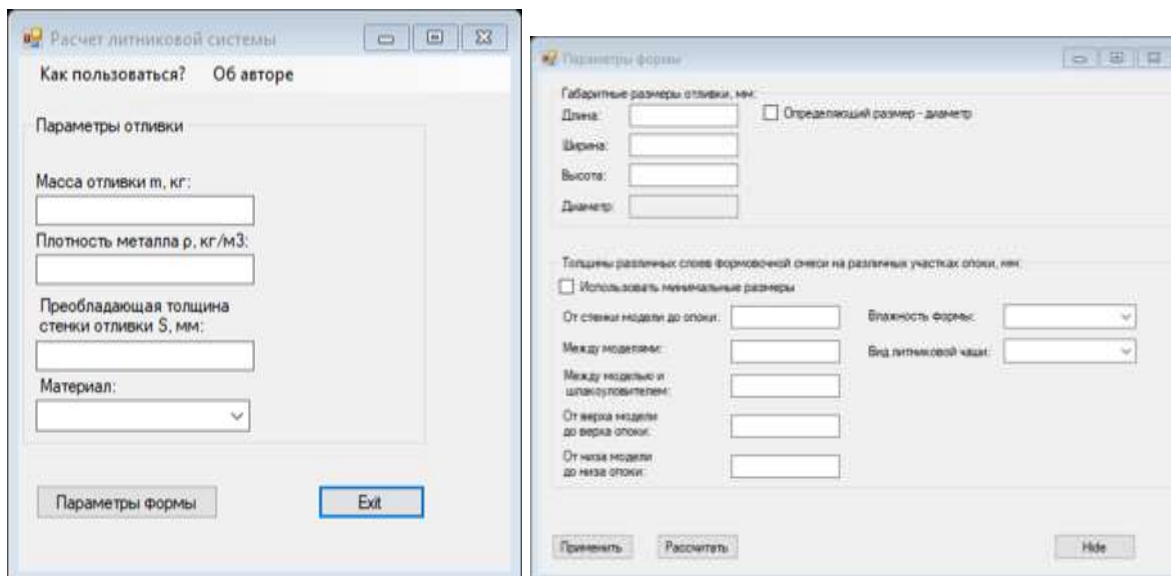 Расчет литниковой системы
Как пользоваться? Об авторе
Параметры отливки
Масса отливки m, кг:
Плотность металла ρ, кг/м3:
Преобладающая толщина
стенки отливки S, мм:
Материал:
Параметры формы Exit
Параметры формы
Габаритные размеры отливки, мм:
Длина: Определяющий размер - диаметр
Ширина:
Высота:
Диаметр:
Толщины различных слоев формовочной смеси на различных участках опоки, мм:
Использовать минимальные размеры
От стенки модели до опоки: Влажность формы:
Между моделями: Вид литниковой чаши:
Между моделью и
шлакоуловителем:
От верха модели
до верха опоки:
От низа модели
до низа опоки:
Применить Рассчитать Hide